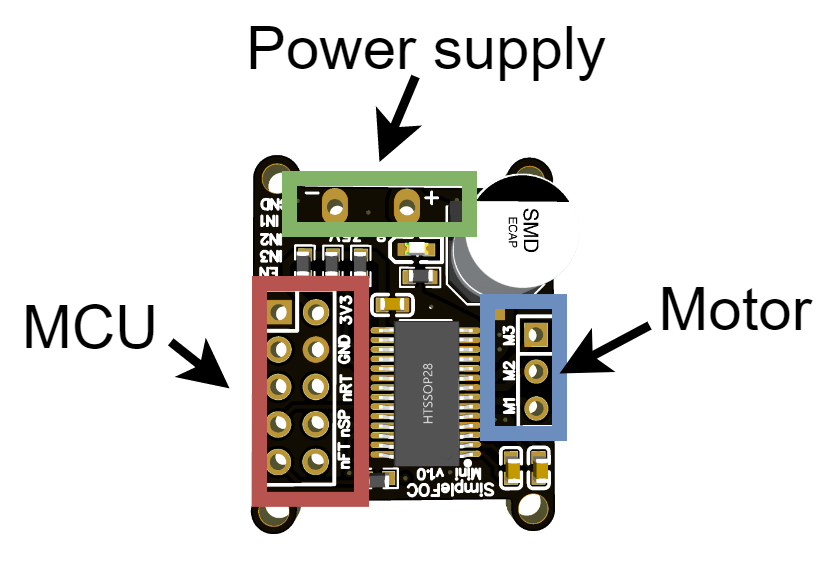 Power supply
- +
GND
IN1
IN2
IN3
EN
SMD
ECAP
MCU
3V3
GND
nRT
nSP
nFT
HTSSOP28
M3
M2
M1
Motor
SimpleFOC
Mini v1.0